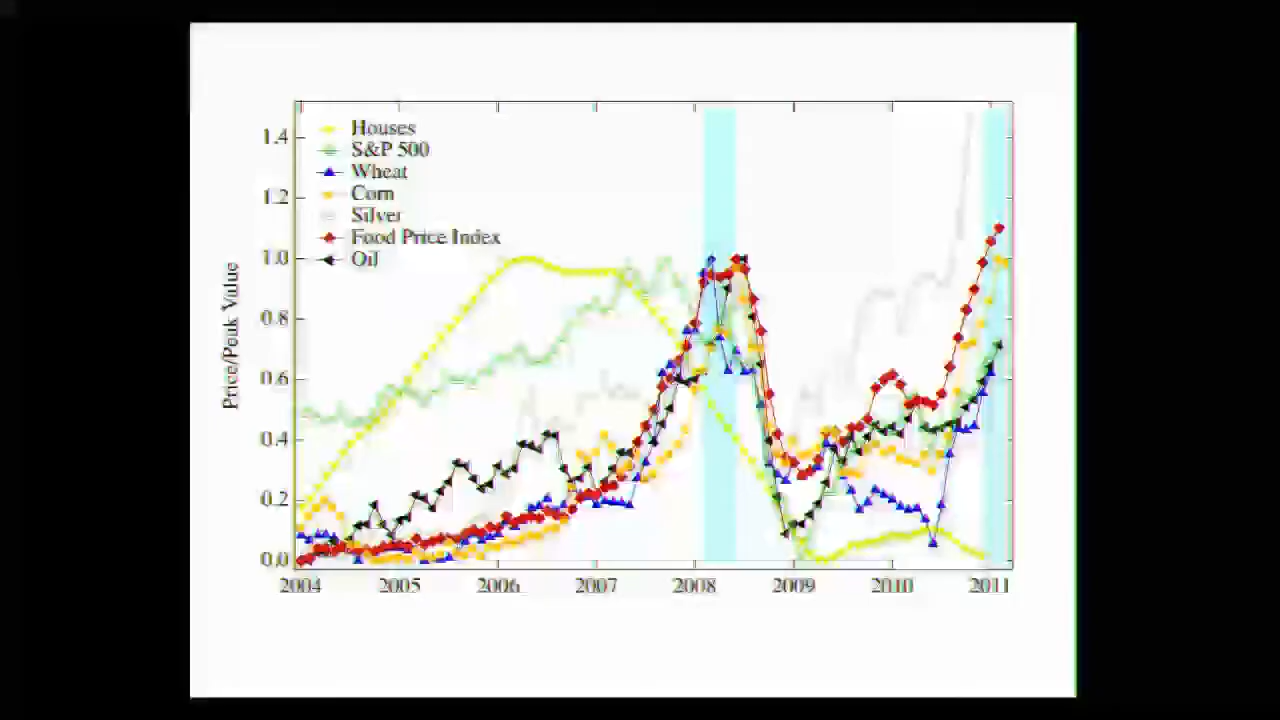 Houses
S&P 500
Wheat
Corn
Silver
Food Price Index
Oil
Price/Peak Value
1.4
1.2
1.0
0.8
0.6
0.4
0.2
0.0
2004 2005 2006 2007 2008 2009 2010 2011